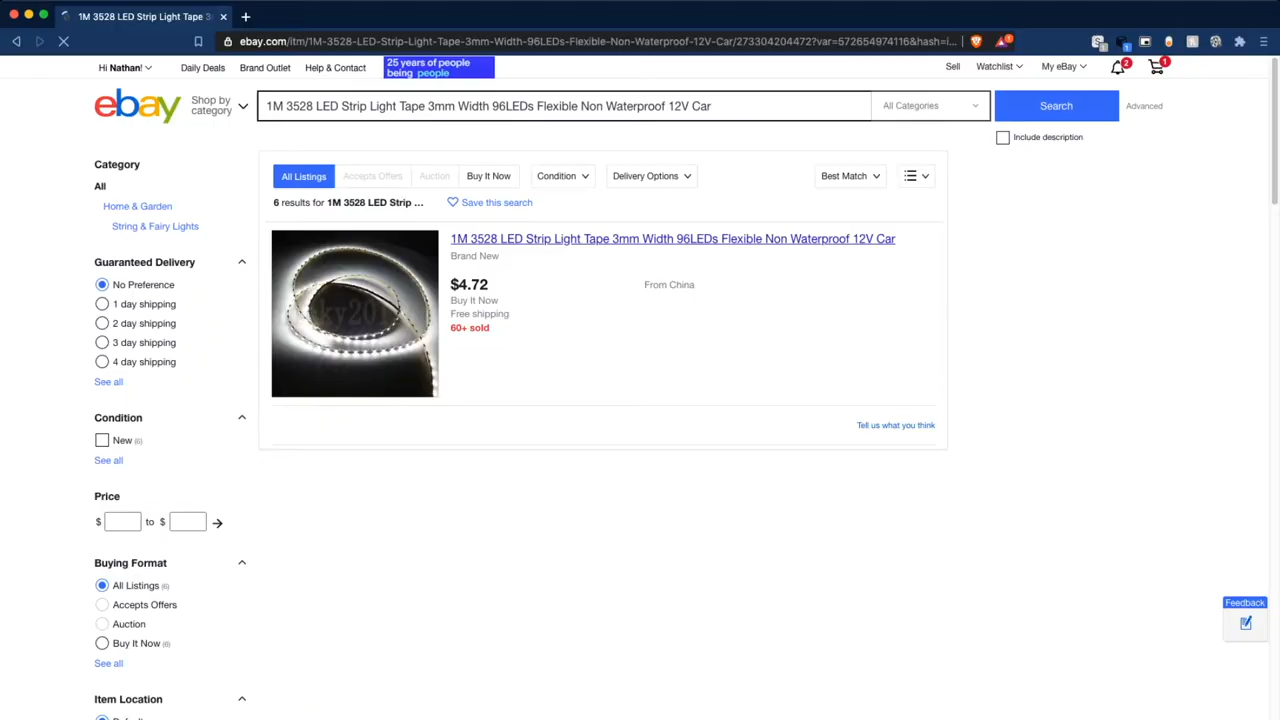 1M 3528 LED Strip Light Tape 3
ebay.com/itm/1M-3528-LED-Strip-Light-Tape-3mm-Width-96LEDs-Flexible-Non-Waterproof-12V-Car/273304204472?var=572654974116&hash=i...
Hi Nathan!
Daily Deals
Brand Outlet
Help & Contact
25 years of people
being people
Sell
Watchlist
My eBay
2
1
ebay
Shop by
category
1M 3528 LED Strip Light Tape 3mm Width 96LEDs Flexible Non Waterproof 12V Car
All Categories
Search
Advanced
Include description
Category
All
Home & Garden
String & Fairy Lights
Guaranteed Delivery
No Preference
1 day shipping
2 day shipping
3 day shipping
4 day shipping
See all
Condition
New (6)
See all
Price
$ to $
Buying Format
All Listings (6)
Accepts Offers
Auction
Buy It Now (6)
See all
Item Location
All Listings
Accepts Offers
Auction
Buy It Now
Condition
Delivery Options
Best Match
6 results for 1M 3528 LED Strip ...
Save this search
1M 3528 LED Strip Light Tape 3mm Width 96LEDs Flexible Non Waterproof 12V Car
Brand New
$4.72
From China
Buy It Now
Free shipping
60+ sold
Tell us what you think
Feedback